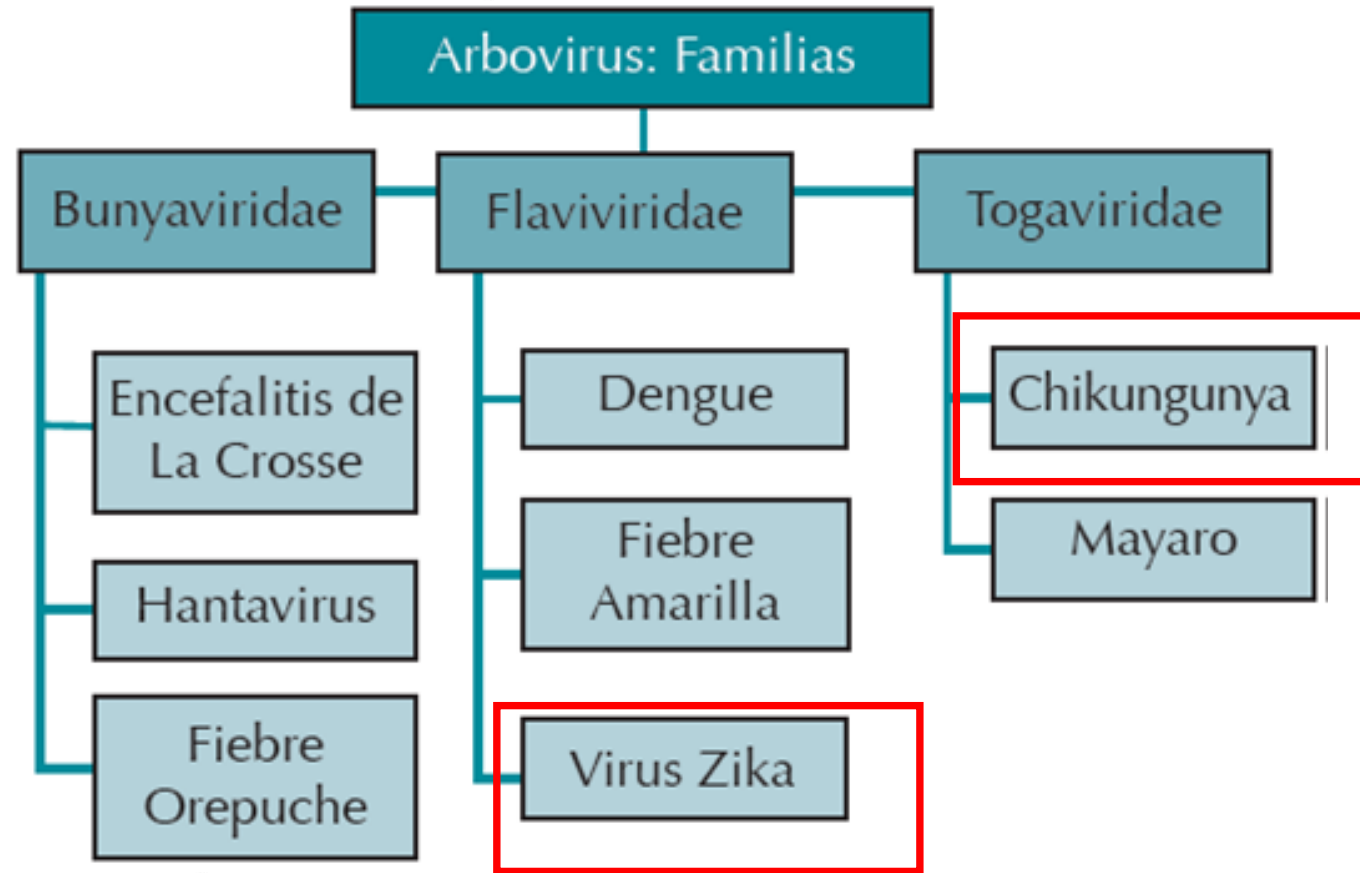 Arbovirus: Familias
Bunyaviridae
Flaviviridae
Togaviridae
Encefalitis de
La Crosse
Hantavirus
Fiebre
Orepuche
Dengue
Fiebre
Amarilla
Virus Zika
Chikungunya
Mayaro